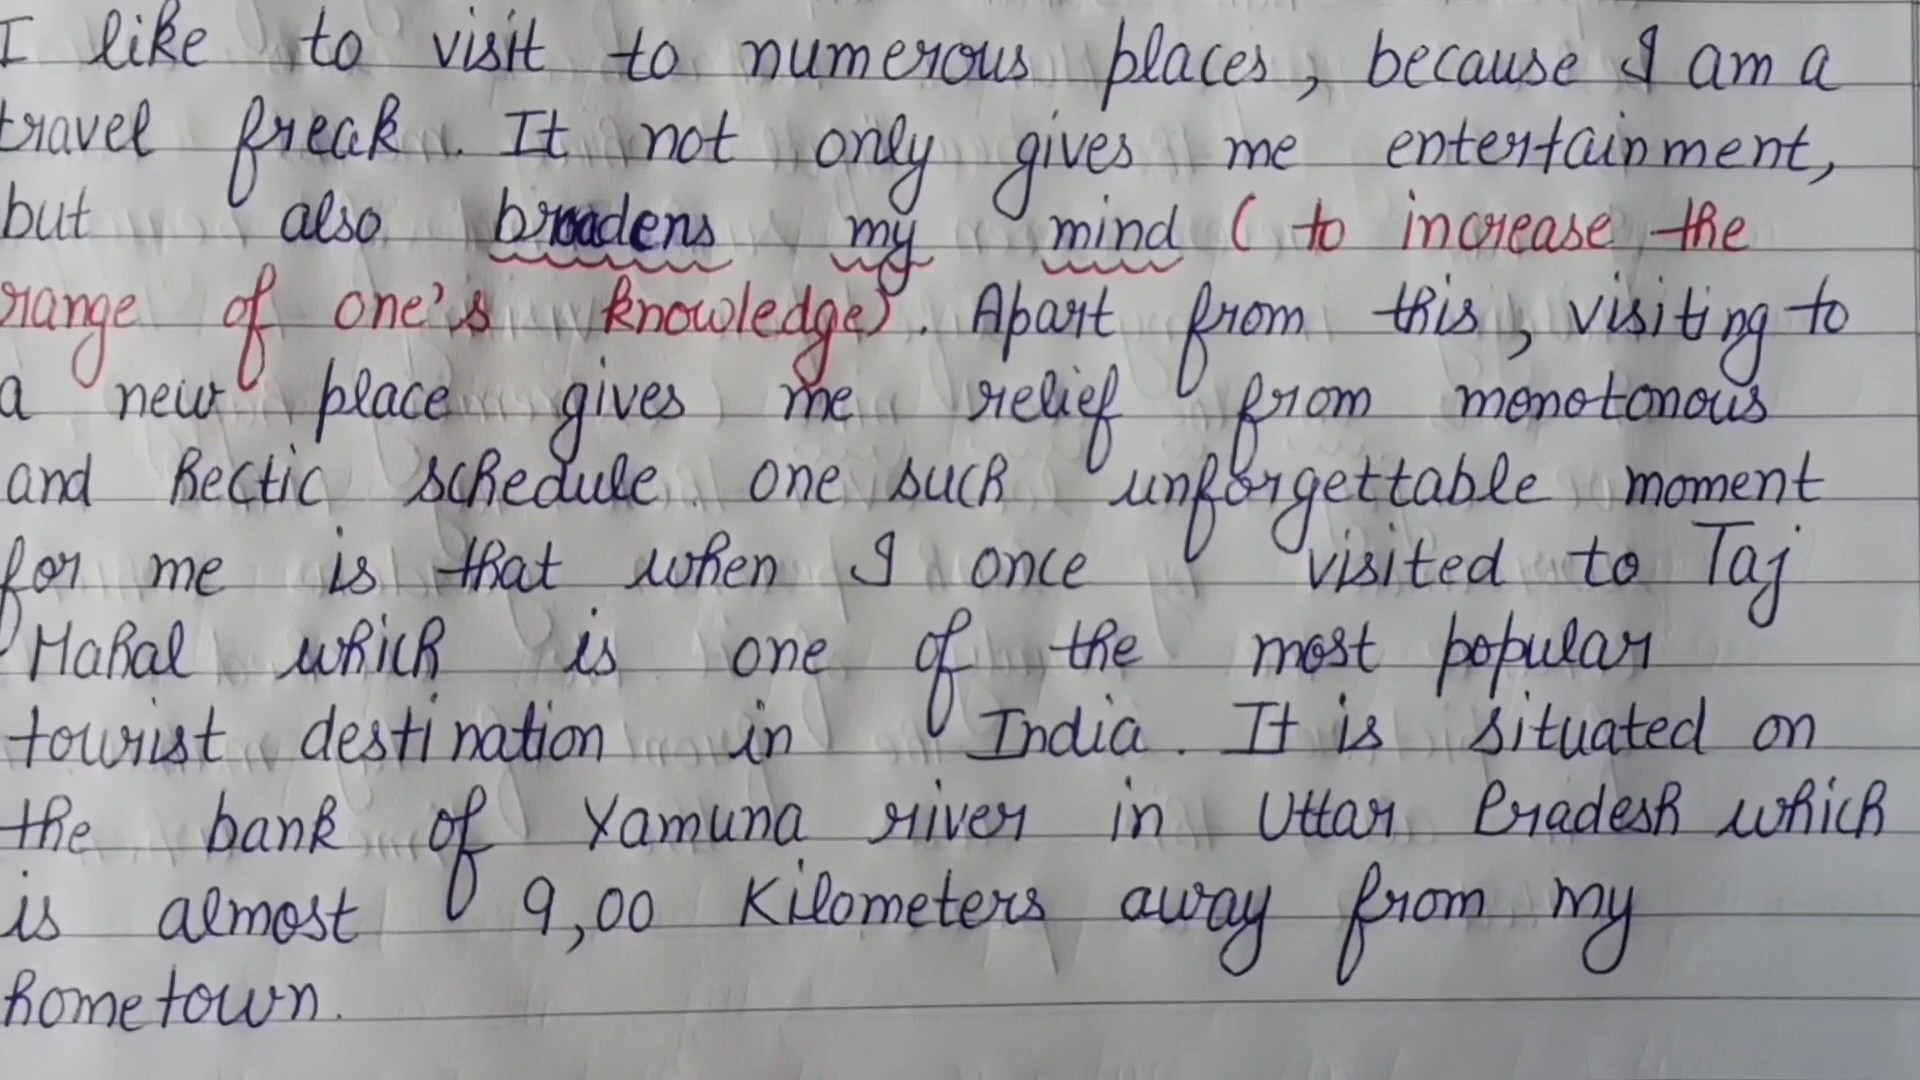 I like to visit to numerous places, because I am a
travel freak. It not only gives me entertainment,
but also broadens my mind ( to increase the
range of one's knowledge). Apart from this, visiting to
a new place gives me relief from monotonous
and hectic schedule. one such unforgettable moment
for me is that when I once visited to Taj
Mahal which is one of the most popular
tourist destination in India. It is situated on
the bank of Yamuna river in Uttar Pradesh which
is almost 9,00 Kilometers away from my
hometown.